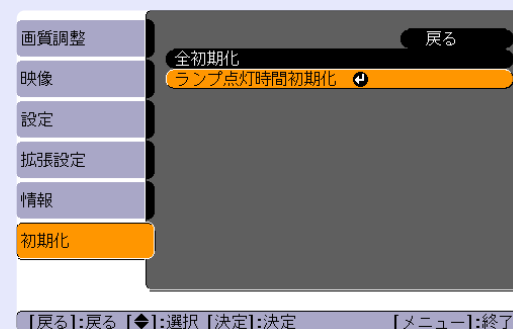 画質調整
映像
設定
拡張設定
情報
初期化
戻る
全初期化
ランプ点灯時間初期化
[戻る]:戻る [◆]:選択 [決定]:決定 [メニュー]:終了